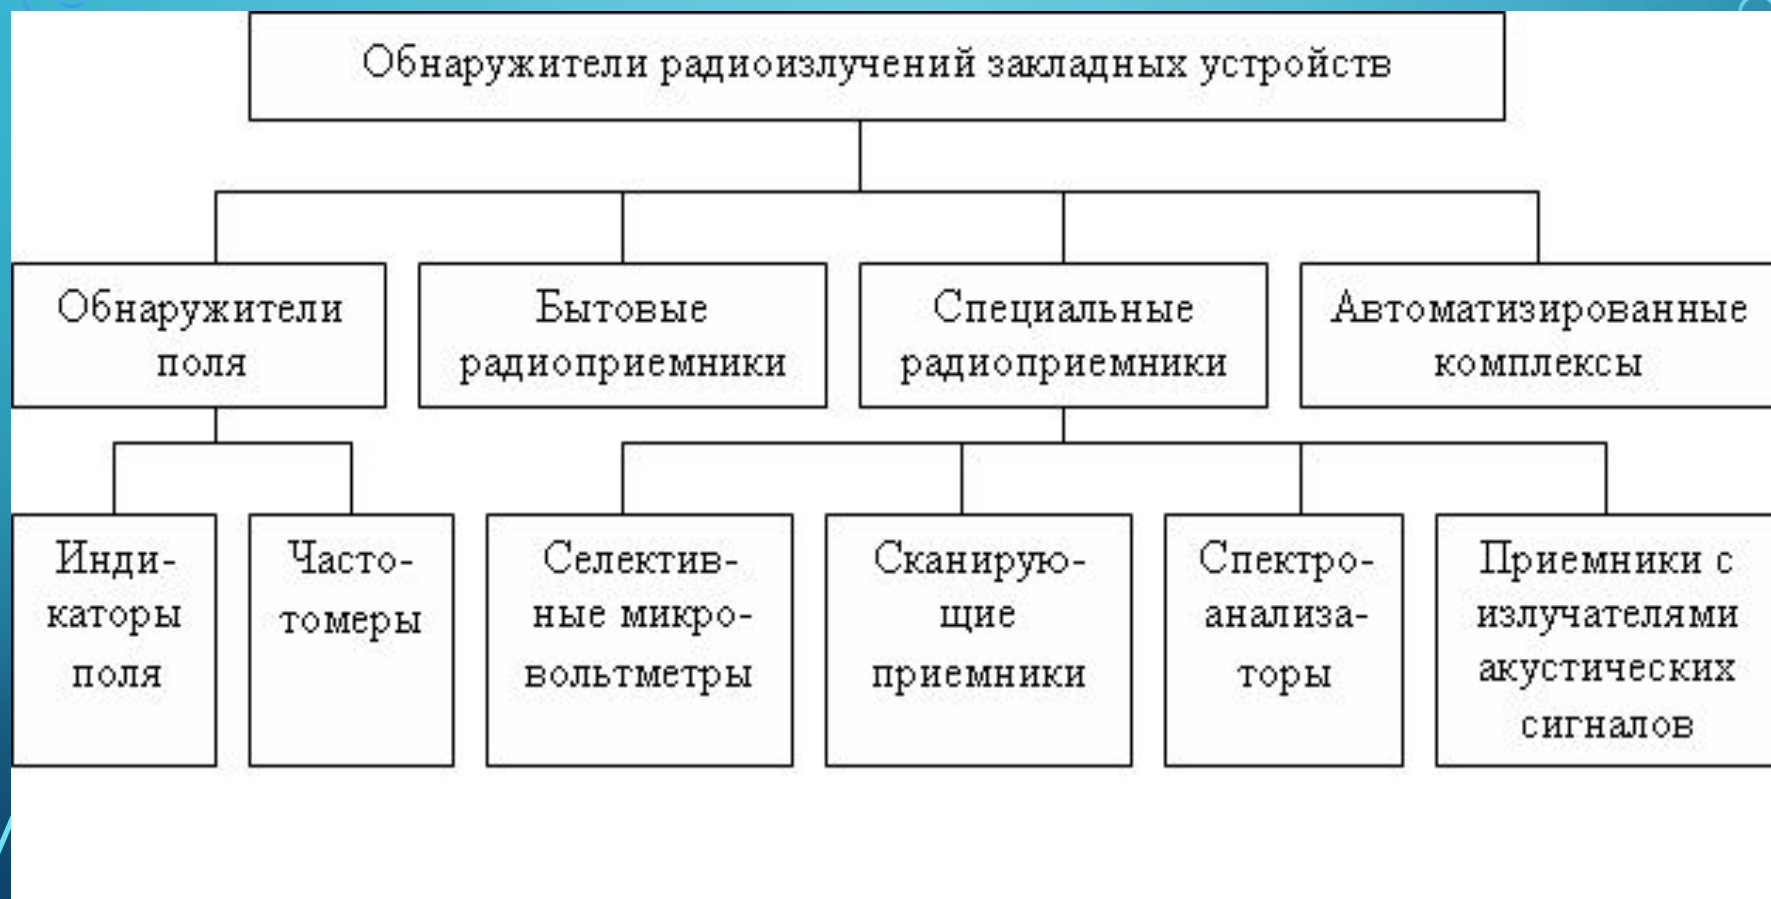 Обнаружители радиоизлучений закладных устройств
Обнаружители
поля
Бытовые
радиоприемники
Специальные
радиоприемники
Автоматизированные
комплексы
Инди-
каторы
поля
Часто-
томеры
Селектив-
ные микро-
вольтметры
Сканирую-
щие
приемники
Спектро-
анализа-
торы
Приемники с
излучателями
акустических
сигналов